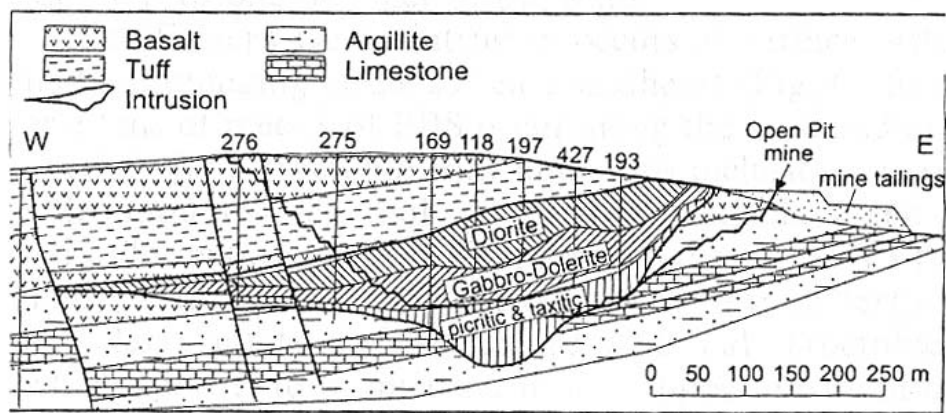 Basalt
Argillite
Tuff
Limestone
Intrusion
W
276
275
169
118
197
427
193
Open Pit
mine
E
mine tailings
Diorite
Gabbro-Dolerite
picritic & taxitic
0 50 100 150 200 250 m